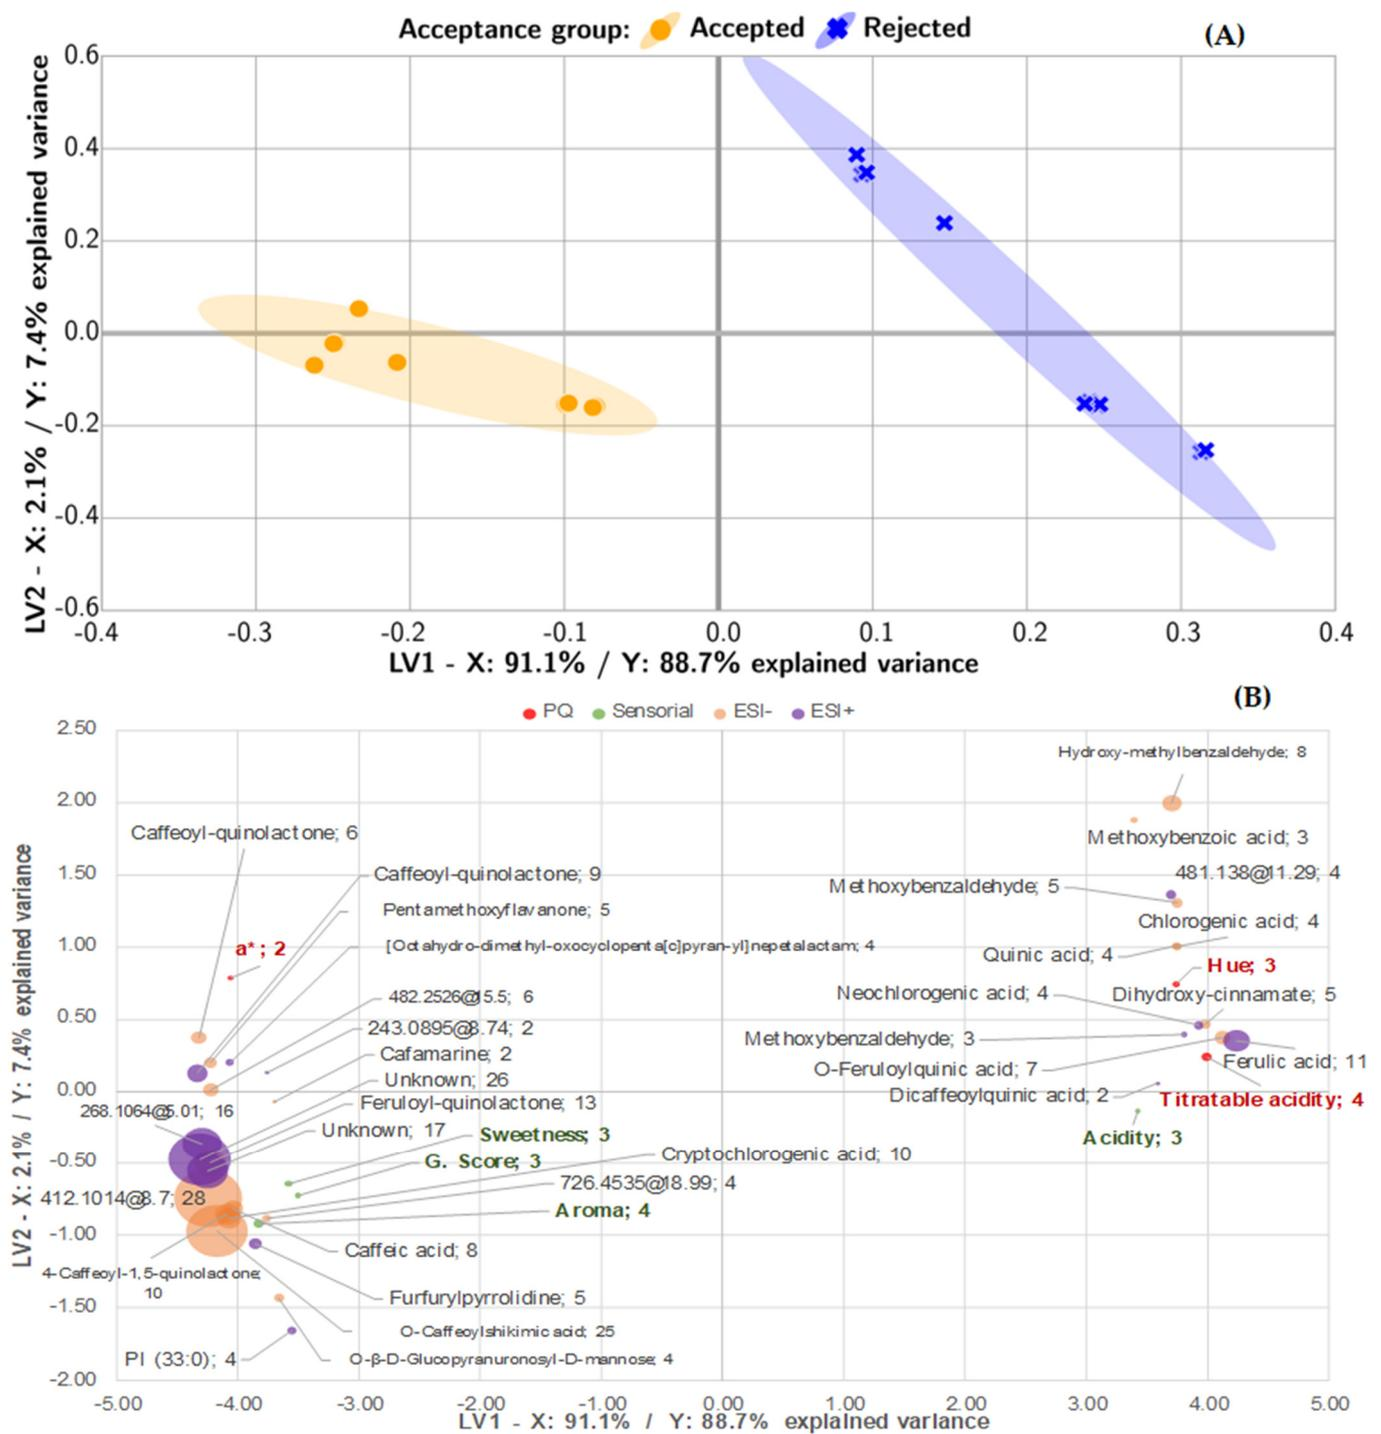 Acceptance group: Accepted Rejected (A)
LV2 - X: 2.1% / Y: 7.4% explained variance
0.6
0.4
0.2
0.0
-0.2
-0.4
-0.6
-0.4 -0.3 -0.2 -0.1 0.0 0.1 0.2 0.3 0.4
LV1 - X: 91.1% / Y: 88.7% explained variance
(B)
PQ Sensorial ESI- ESI+
LV2 - X: 2.1% / Y: 7.4% explained variance
2.50
2.00
1.50
1.00
0.50
0.00
-0.50
-1.00
-1.50
-2.00
Hydroxy-methylbenzaldehyde; 8
Caffeoyl-quinolactone; 6
Methoxybenzoic acid; 3
Caffeoyl-quinolactone; 9
481.138@11.29; 4
Methoxybenzaldehyde; 5
Pentamethoxyflavanone; 5
Chlorogenic acid; 4
a*; 2
[Octahydro-dimethyl-oxocyclopenta[c]pyran-yl]nepetalactam; 4
Quinic acid; 4
Hue; 3
482.2526@15.5; 6
Neochlorogenic acid; 4
Dihydroxy-cinnamate; 5
243.0895@8.74; 2
Methoxybenzaldehyde; 3
Cafamarine; 2
O-Feruloylquinic acid; 7
Ferulic acid; 11
Unknown; 26
Dicaffeoylquinic acid; 2
Titratable acidity; 4
268.1064@5.01; 16
Feruloyl-quinolactone; 13
Unknown; 17
Sweetness; 3
Acidity; 3
G. Score; 3
Cryptochlorogenic acid; 10
412.1014@8.7; 28
726.4535@18.99; 4
Aroma; 4
Caffeic acid; 8
4-Caffeoyl-1,5-quinolactone;
10
Furfurylpyrrolidine; 5
O-Caffeoylshikimic acid; 25
PI (33:0); 4
O-β-D-Glucopyranuronosyl-D-mannose; 4
-5.00 -4.00 -3.00 -2.00 -1.00 0.00 1.00 2.00 3.00 4.00 5.00
LV1 - X: 91.1% / Y: 88.7% explained variance